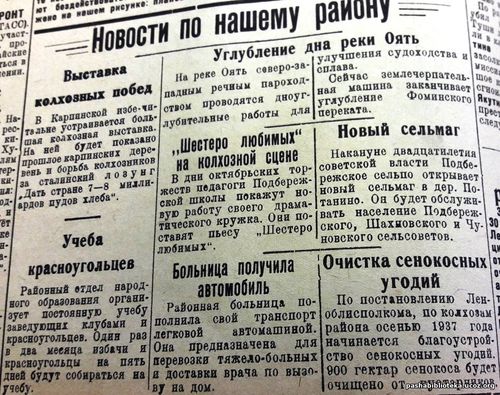 РОНТ
жено на нашем рисунке:
Новости по нашему району
Выставка
колхозных побед
В Карпинской избе-чи-
тальне устраивается боль-
шая колхозная выставка.
На ней будет показано
прошлое карпинских дере-
вень и борьба колхозников
за сталинский лозунг
"Дать стране 7—8 милли-
ардов пудов хлеба".
Учеба
красноугольцев
Районный отдел народ-
ного образования органи-
зует постоянную учебу
заведующих клубами и
красноугольцев. Один раз
в два месяца избачи и
красноугольцы на пять
дней будут собираться на
учебу.
Углубление дна реки Оять
На реке Оять северо-за-
падным речным пароход-
ством проводятся дноуг-
лубительные работы для
улучшения судоходства и
сплава.
Сейчас землечерпатель-
ная машина заканчивает
углубление Фоминского
переката.
„Шестеро любимых"
на колхозной сцене
В дни октябрьских тор-
жеств педагоги Подбереж-
ской школы покажут но-
вую работу своего драма-
тического кружка. Они по-
ставят пьесу „Шестеро
любимых".
Новый сельмаг
Накануне двадцатилетия
советской власти Подбе-
режское сельпо открывает
новый сельмаг в дер. По-
танино. Он будет обслужи-
вать население Подбереж-
ского, Шахмовского и Чу-
новского сельсоветов.
Больница получила
автомобиль
Районная больница по-
полнила свой транспорт
легковой автомашиной.
Она предназначена для
перевозки тяжело-больных
и доставки врача по вызо-
ву на дом.
Очистка сенокосных
угодий
По постановлению Лен-
облисполкома, по колхозам
района осенью 1937 года
начинается благоустрой-
ство сенокосных угодий.
900 гектар сенокоса будет
очищено от
pashabiblioteka.ucoz.org